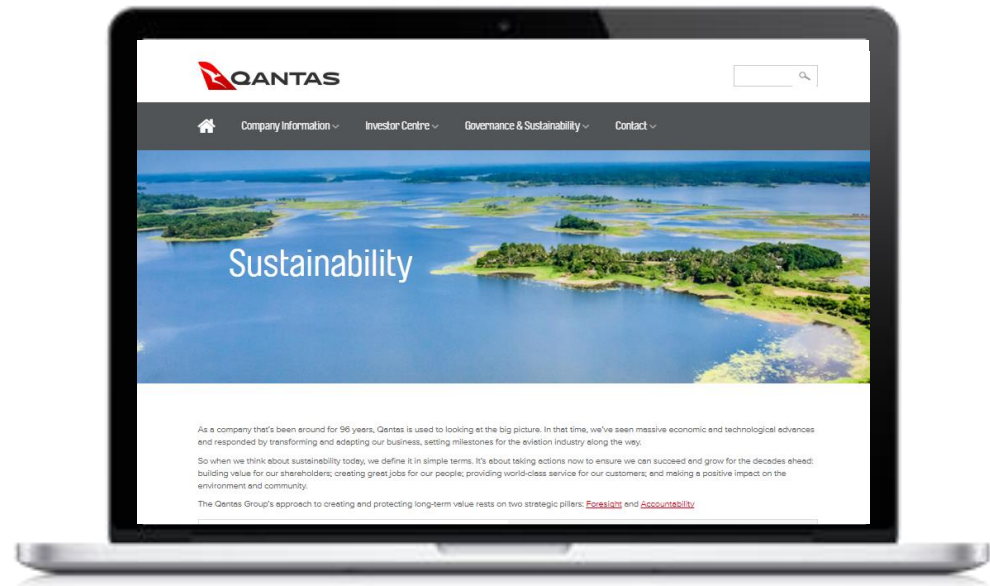 QANTAS
Company Information
Investor Centre
Governance & Sustainability
Contact
Sustainability
As a company that's been around for 96 years, Qantas is used to looking at the big picture. In that time, we've seen massive economic and technological advances
and responded by transforming and adapting our business, setting milestones for the aviation industry along the way.
So when we think about sustainability today, we define it in simple terms. It's about taking actions now to ensure we can succeed and grow for the decades ahead:
building value for our shareholders; creating great jobs for our people; providing world-class service for our customers; and making a positive impact on the
environment and community.
The Qantas Group's approach to creating and protecting long-term value rests on two strategic pillars: Foresight and Accountability